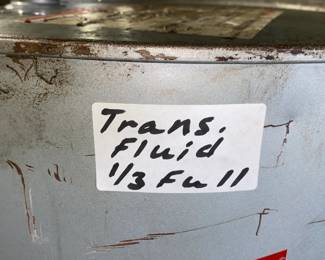 Trans.
Fluid
1/3 Full